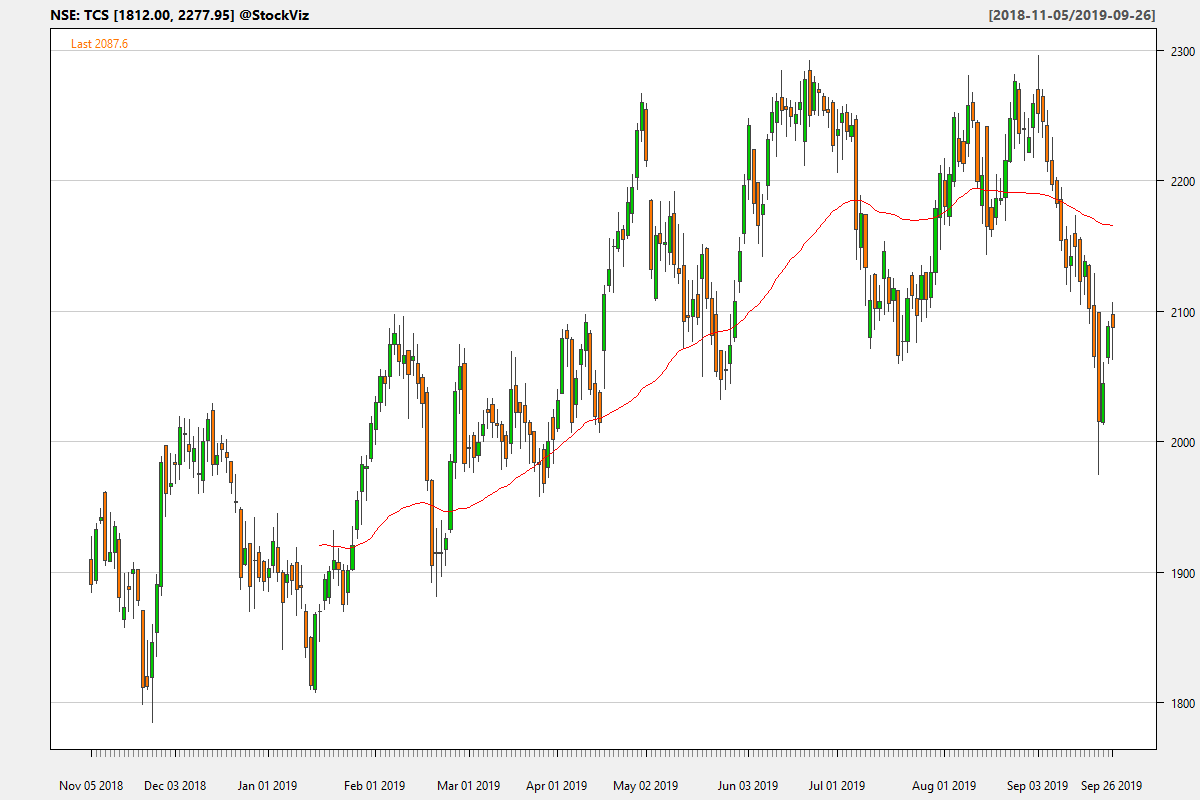 NSE: TCS [1812.00, 2277.95] @StockViz
[2018-11-05/2019-09-26]
Last 2087.6
2300
2200
2100
2000
1900
1800
Nov 05 2018 Dec 03 2018 Jan 01 2019 Feb 01 2019 Mar 01 2019 Apr 01 2019 May 02 2019 Jun 03 2019 Jul 01 2019 Aug 01 2019 Sep 03 2019 Sep 26 2019